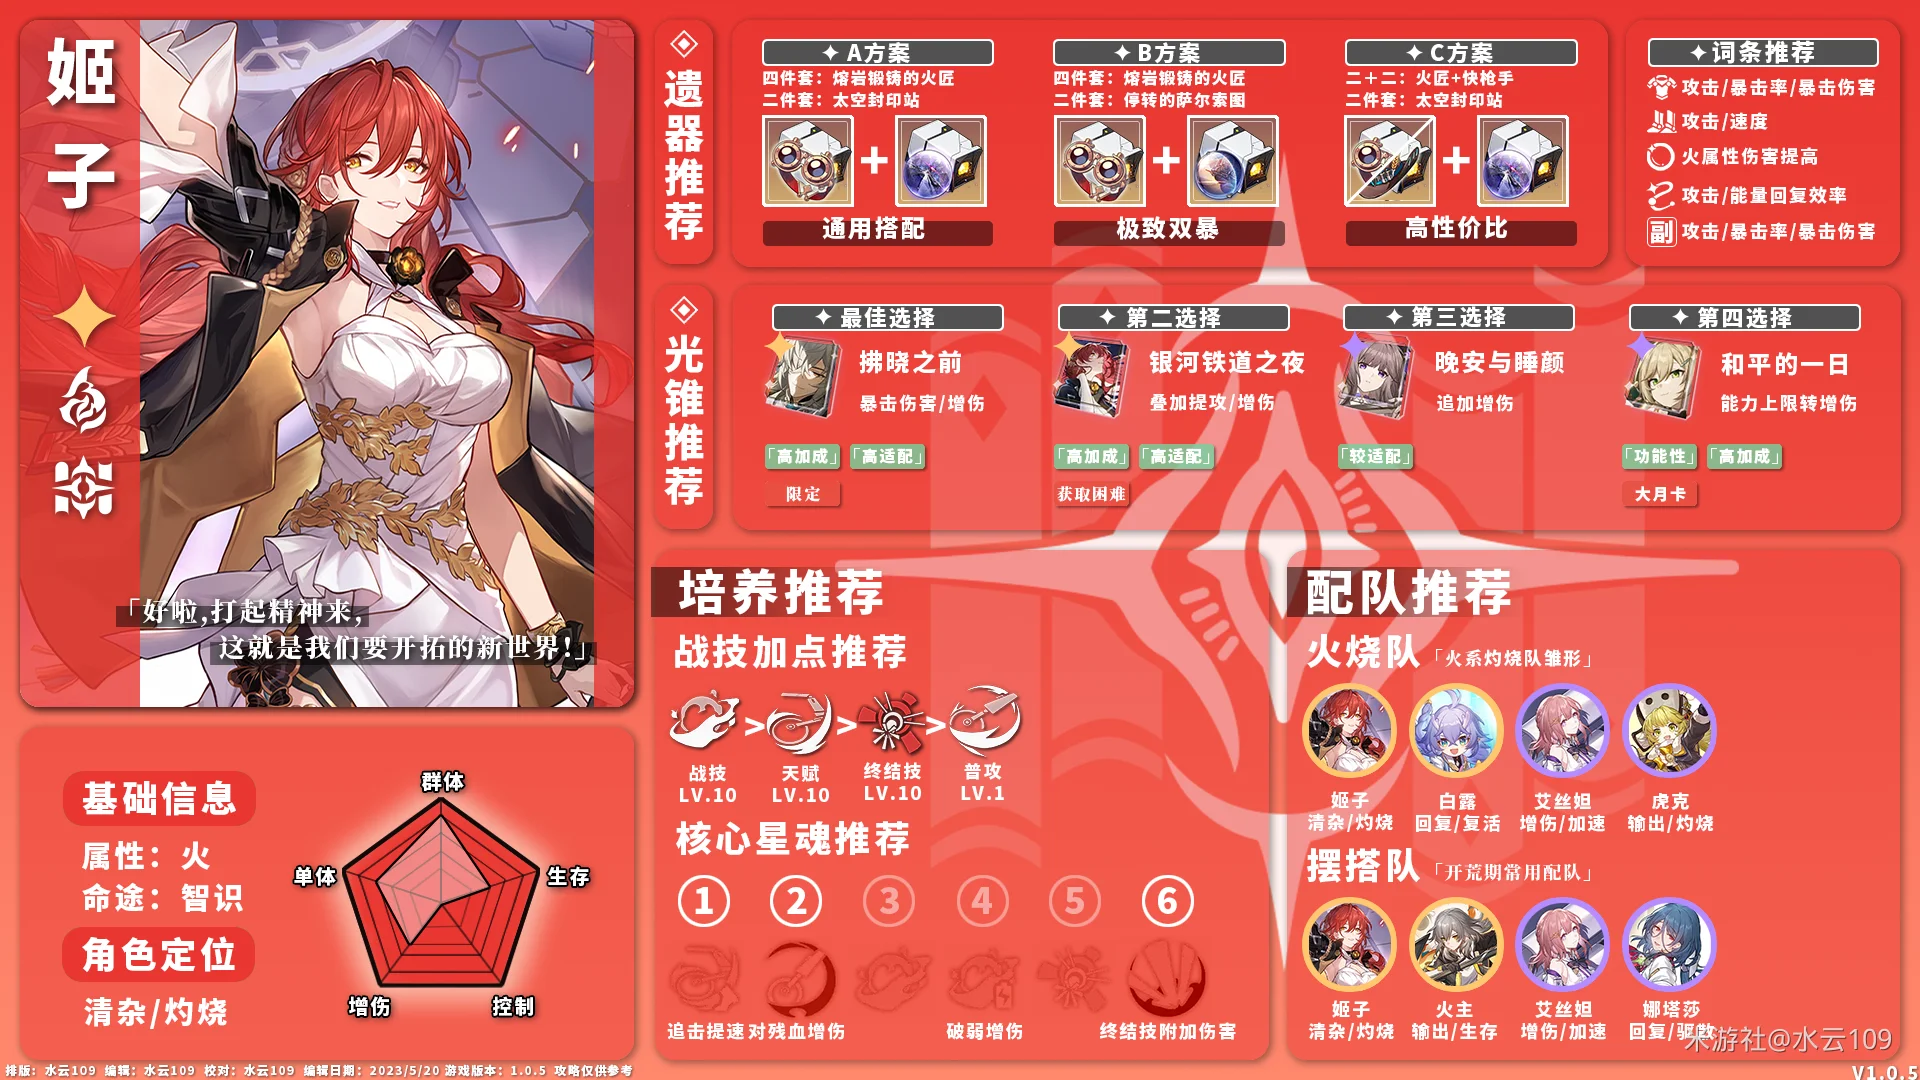 姬子
「好啦,打起精神来,
这就是我们要开拓的新世界!」
基础信息
属性：火
命途：智识
角色定位
清杂/灼烧
群体
单体
生存
增伤
控制
遗器推荐
✦A方案
四件套：熔岩锻铸的火匠
二件套：太空封印站
+
通用搭配
✦B方案
四件套：熔岩锻铸的火匠
二件套：停转的萨尔索图
+
极致双暴
✦C方案
二+二：火匠+快枪手
二件套：太空封印站
+
高性价比
✦词条推荐
攻击/暴击率/暴击伤害
攻击/速度
火属性伤害提高
攻击/能量回复效率
副 攻击/暴击率/暴击伤害
光锥推荐
✦最佳选择
拂晓之前
暴击伤害/增伤
「高加成」「高适配」
限定
✦第二选择
银河铁道之夜
叠加提攻/增伤
「高加成」「高适配」
获取困难
✦第三选择
晚安与睡颜
追加增伤
「较适配」
✦第四选择
和平的一日
能力上限转增伤
「功能性」「高加成」
大月卡
培养推荐
战技加点推荐
> > >
战技 天赋 终结技 普攻
LV.10 LV.10 LV.10 LV.1
核心星魂推荐
1 2 3 4 5 6
追击提速 对残血增伤 破弱增伤 终结技附加伤害
配队推荐
火烧队「火系灼烧队雏形」
姬子 白露 艾丝妲 虎克
清杂/灼烧 回复/复活 增伤/加速 输出/灼烧
摆搭队「开荒期常用配队」
姬子 火主 艾丝妲 娜塔莎
清杂/灼烧 输出/生存 增伤/加速 回复/驱散
米游社@水云109
排版：水云109 编辑：水云109 校对：水云109 编辑日期：2023/5/20 游戏版本：1.0.5 攻略仅供参考
V1.0.5